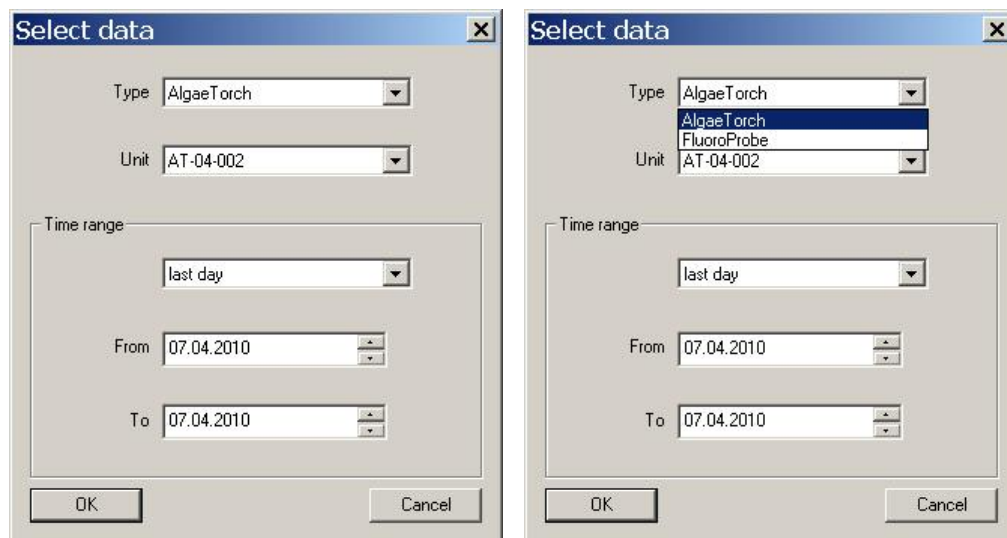 Select data
Type AlgaeTorch
Unit AT-04-002
Time range
last day
From 07.04.2010
To 07.04.2010
OK Cancel
Select data
Type AlgaeTorch
AlgaeTorch
FluoroProbe
Unit AT-04-002
Time range
last day
From 07.04.2010
To 07.04.2010
OK Cancel